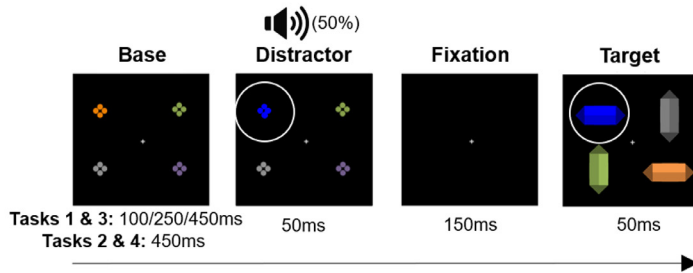 (50%)
Base
Distractor
Fixation
Target
Tasks 1 & 3: 100/250/450ms
Tasks 2 & 4: 450ms
50ms
150ms
50ms